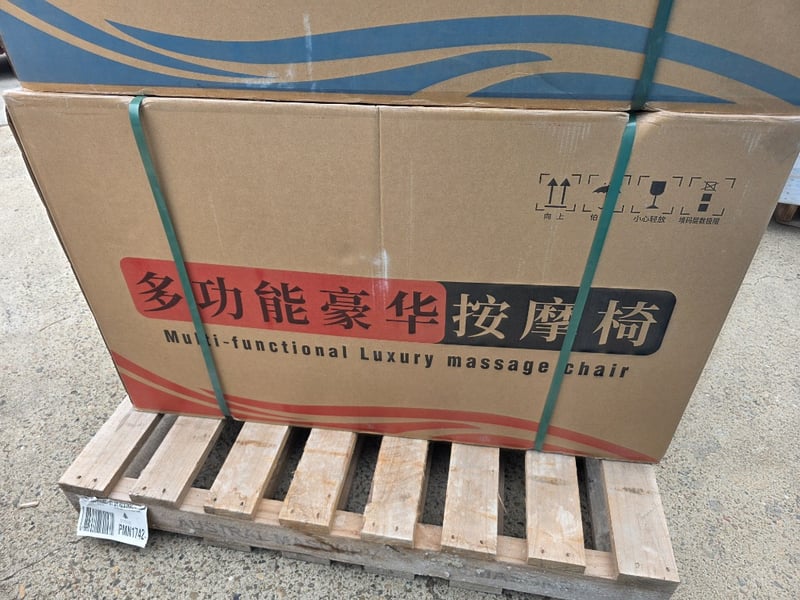 向上
怕
小心轻放
堆码层数极限
多功能豪华按摩椅
Multi-functional Luxury massage chair
PMN1742